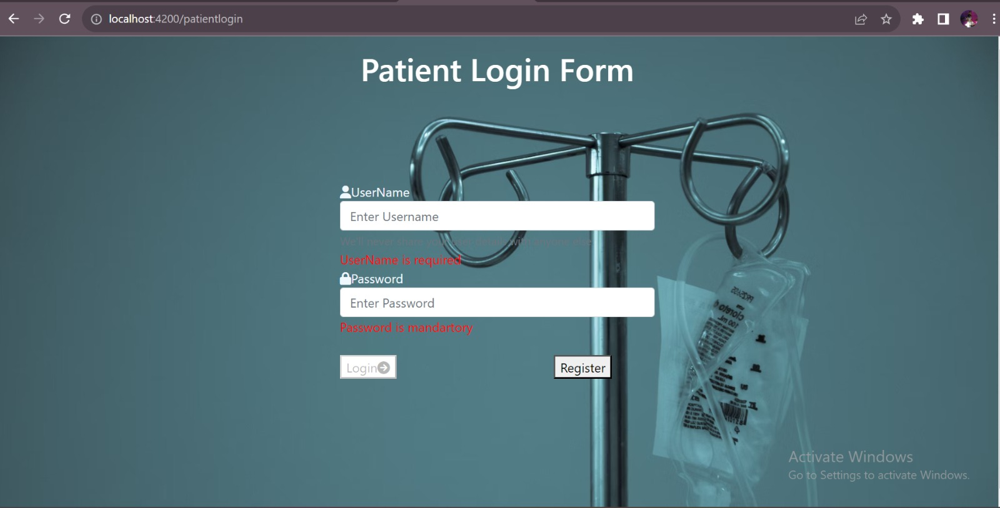 localhost:4200/patientlogin
Patient Login Form
UserName
Enter Username
We'll never share your user details with anyone else
UserName is required
Password
Enter Password
Password is mandartory
Login
Register
100 mL
Activate Windows
Go to Settings to activate Windows.